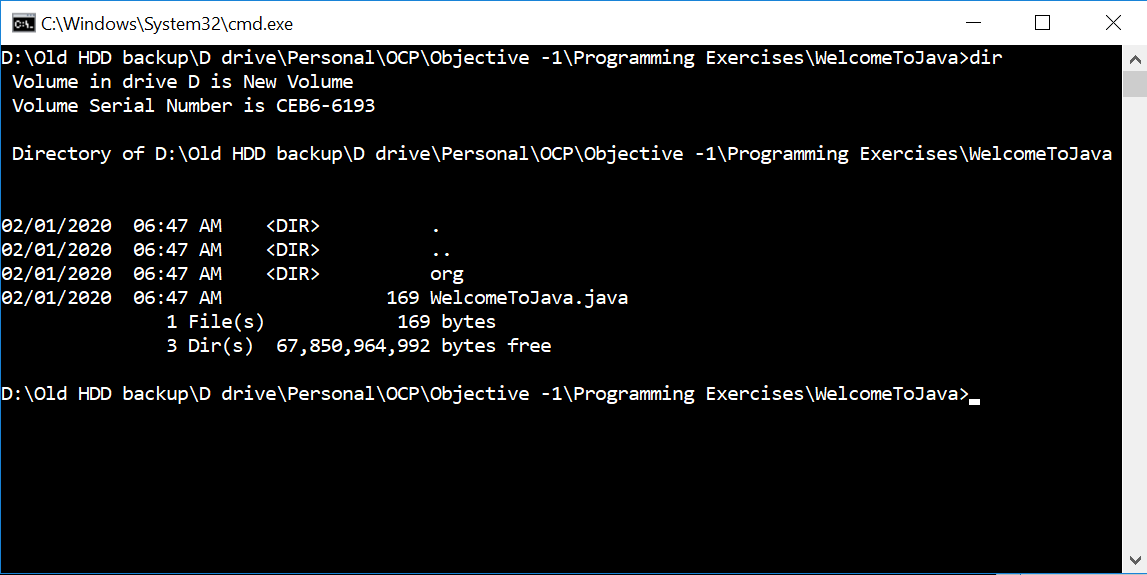 C:\Windows\System32\cmd.exe
D:\Old HDD backup\D drive\Personal\OCP\Objective -1\Programming Exercises\WelcomeToJava>dir
 Volume in drive D is New Volume
 Volume Serial Number is CEB6-6193
 Directory of D:\Old HDD backup\D drive\Personal\OCP\Objective -1\Programming Exercises\WelcomeToJava
02/01/2020  06:47 AM    <DIR>          .
02/01/2020  06:47 AM    <DIR>          ..
02/01/2020  06:47 AM    <DIR>          org
02/01/2020  06:47 AM               169 WelcomeToJava.java
               1 File(s)            169 bytes
               3 Dir(s)  67,850,964,992 bytes free
D:\Old HDD backup\D drive\Personal\OCP\Objective -1\Programming Exercises\WelcomeToJava>